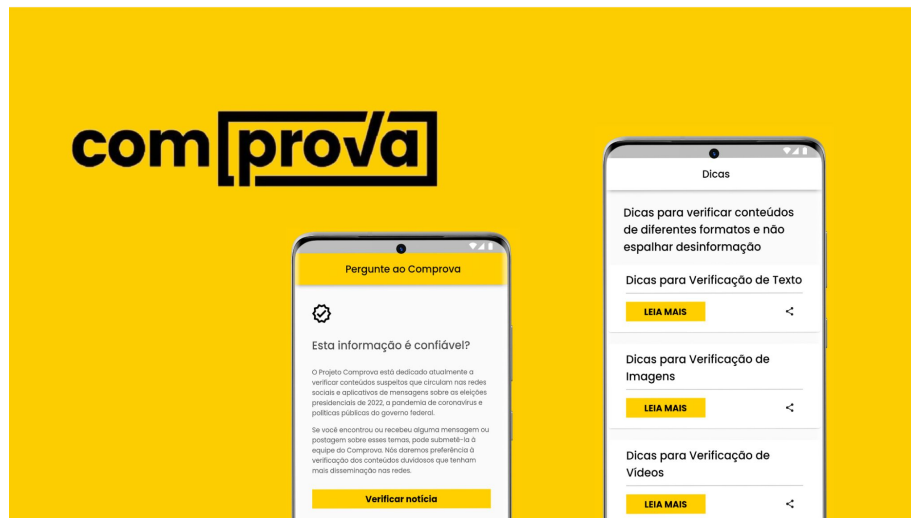 comprova
Pergunte ao Comprova
Esta informação é confiável?
O Projeto Comprova está dedicado atualmente a
verificar conteúdos suspeitos que circulam nas redes
sociais e aplicativos de mensagens sobre as eleições
presidenciais de 2022, a pandemia de coronavírus e
políticas públicas do governo federal.
Se você encontrou ou recebeu alguma mensagem ou
postagem sobre esses temas, pode submetê-la à
equipe do Comprova. Nós daremos preferência à
verificação dos conteúdos duvidosos que tenham
mais disseminação nas redes.
Verificar notícia
Dicas
Dicas para verificar conteúdos
de diferentes formatos e não
espalhar desinformação
Dicas para Verificação de Texto
LEIA MAIS
Dicas para Verificação de
Imagens
LEIA MAIS
Dicas para Verificação de
Vídeos
LEIA MAIS